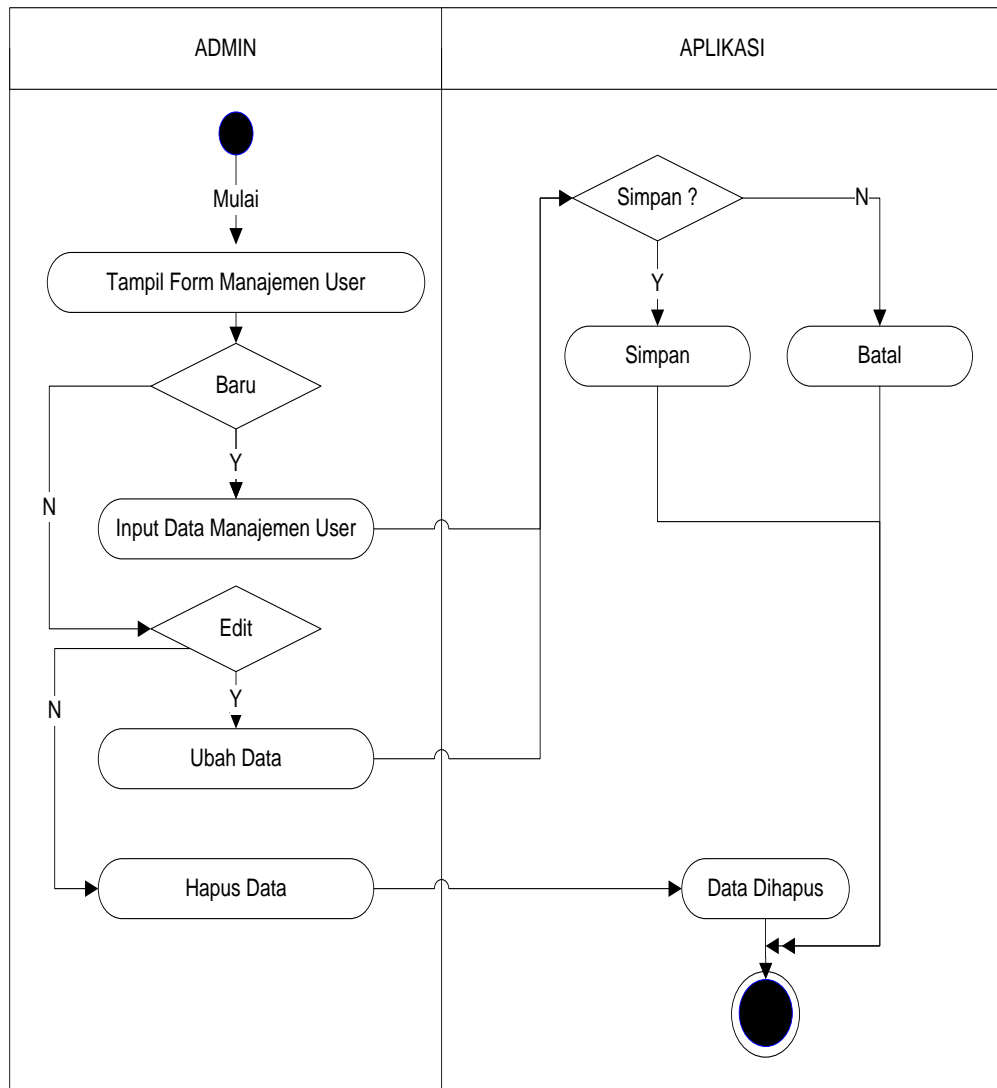 ADMIN
APLIKASI
Mulai
Simpan ?
N
Tampil Form Manajemen User
Y
Simpan
Batal
Baru
Y
N
Input Data Manajemen User
Edit
Y
N
Ubah Data
Hapus Data
Data Dihapus